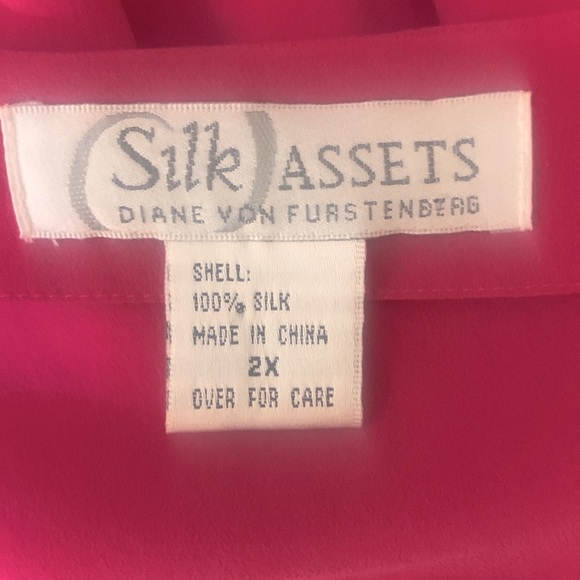 Silk ASSETS
DIANE VON FURSTENBERG
SHELL:
100% SILK
MADE IN CHINA
2X
OVER FOR CARE